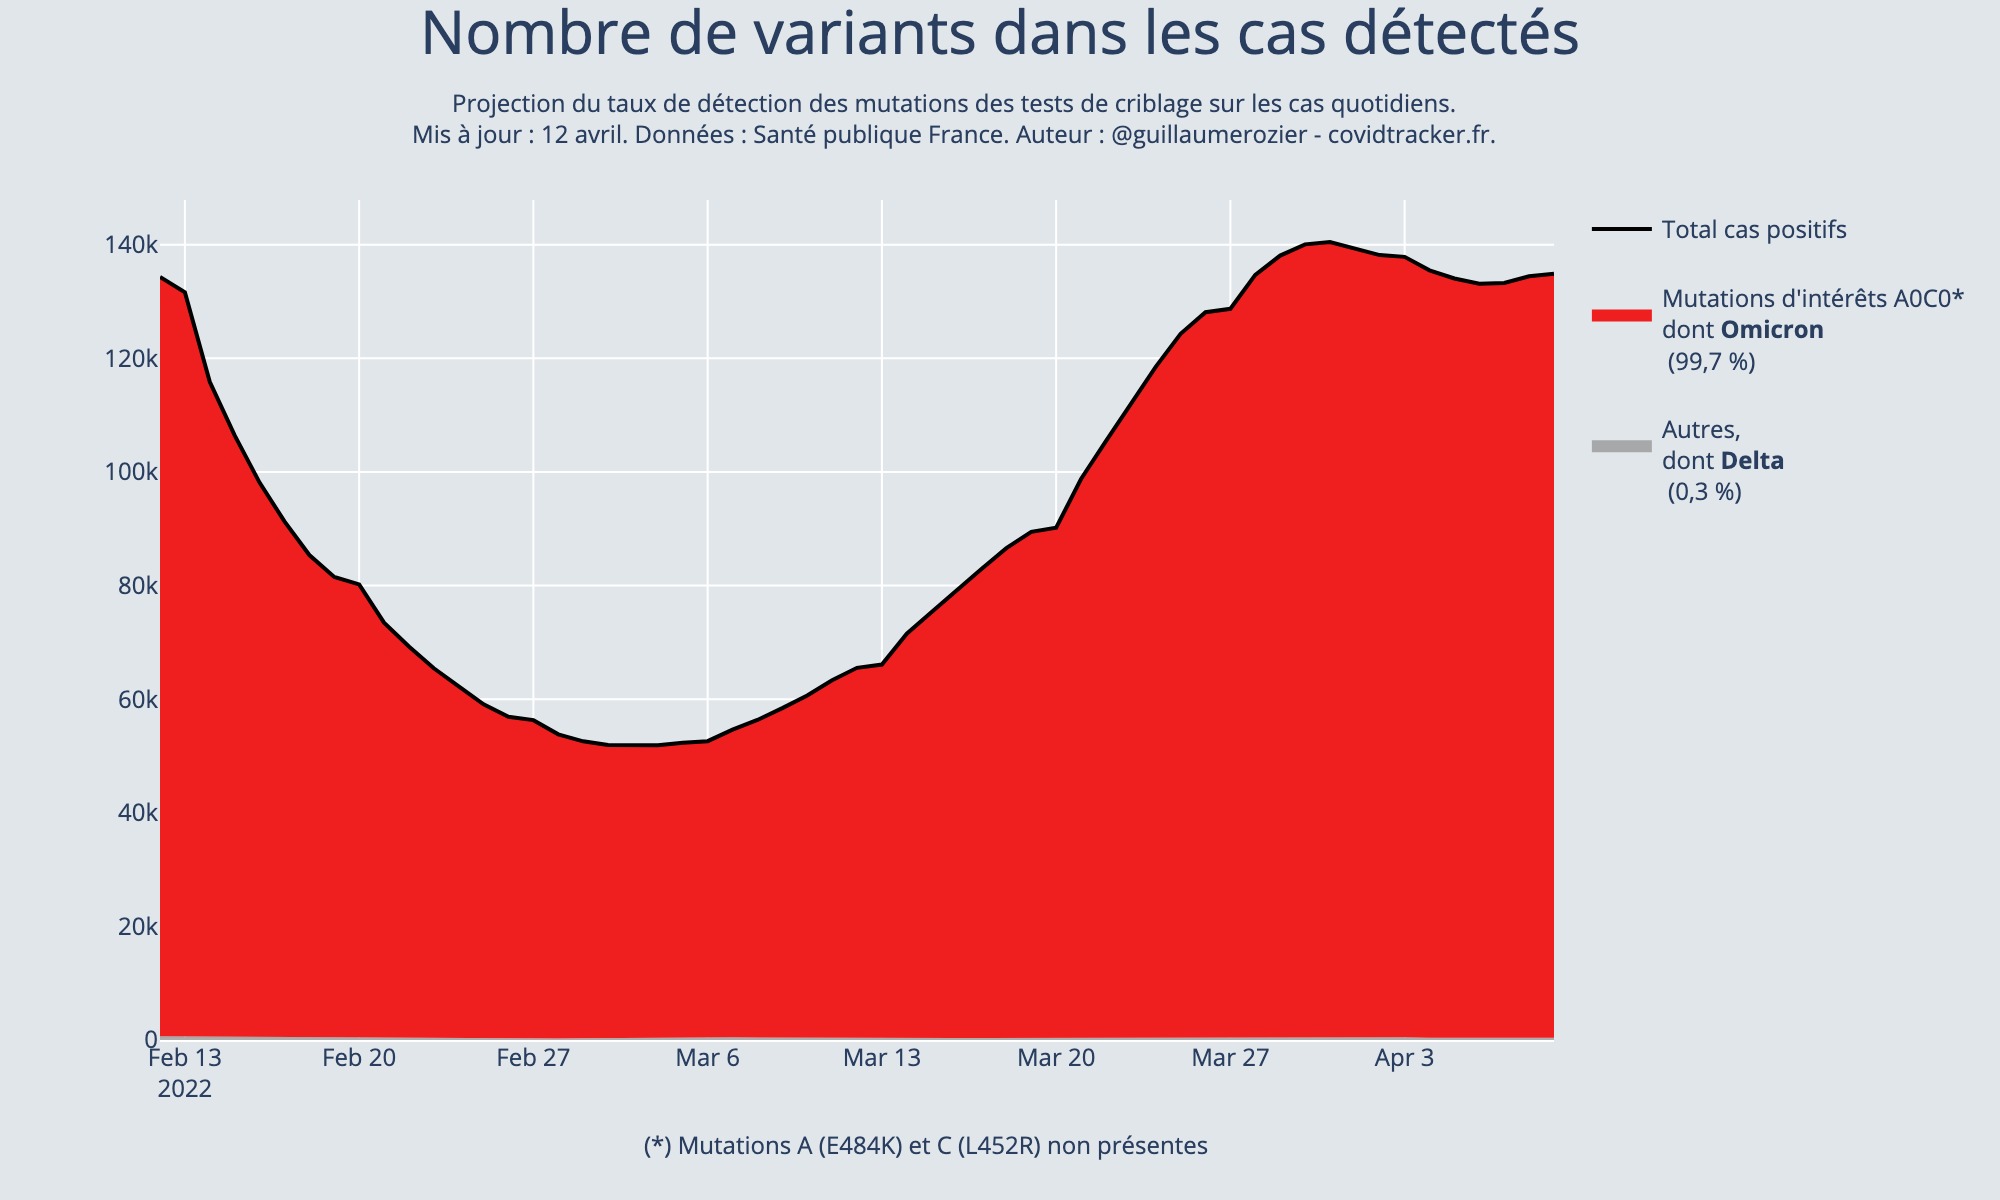 Nombre de variants dans les cas détectés
Projection du taux de détection des mutations des tests de criblage sur les cas quotidiens.
Mis à jour : 12 avril. Données : Santé publique France. Auteur : @guillaumerozier - covidtracker.fr.
140k
120k
100k
80k
60k
40k
20k
0
Feb 13
2022
Feb 20
Feb 27
Mar 6
Mar 13
Mar 20
Mar 27
Apr 3
Total cas positifs
Mutations d'intérêts A0C0*
dont Omicron
(99,7 %)
Autres,
dont Delta
(0,3 %)
(*) Mutations A (E484K) et C (L452R) non présentes